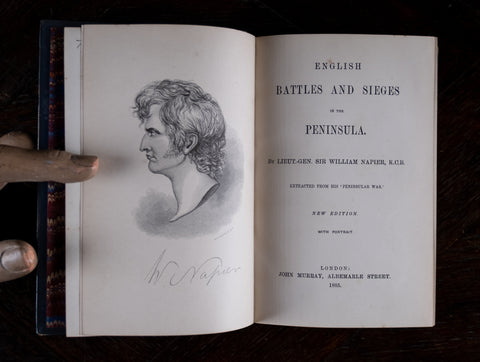 W Napier
ENGLISH
BATTLES AND SIEGES
IN THE
PENINSULA.
BY LIEUT.-GEN. SIR WILLIAM NAPIER, K.C.B.
EXTRACTED FROM HIS 'PENINSULAR WAR.'
NEW EDITION.
WITH PORTRAIT.
LONDON:
JOHN MURRAY, ALBEMARLE STREET.
1885.